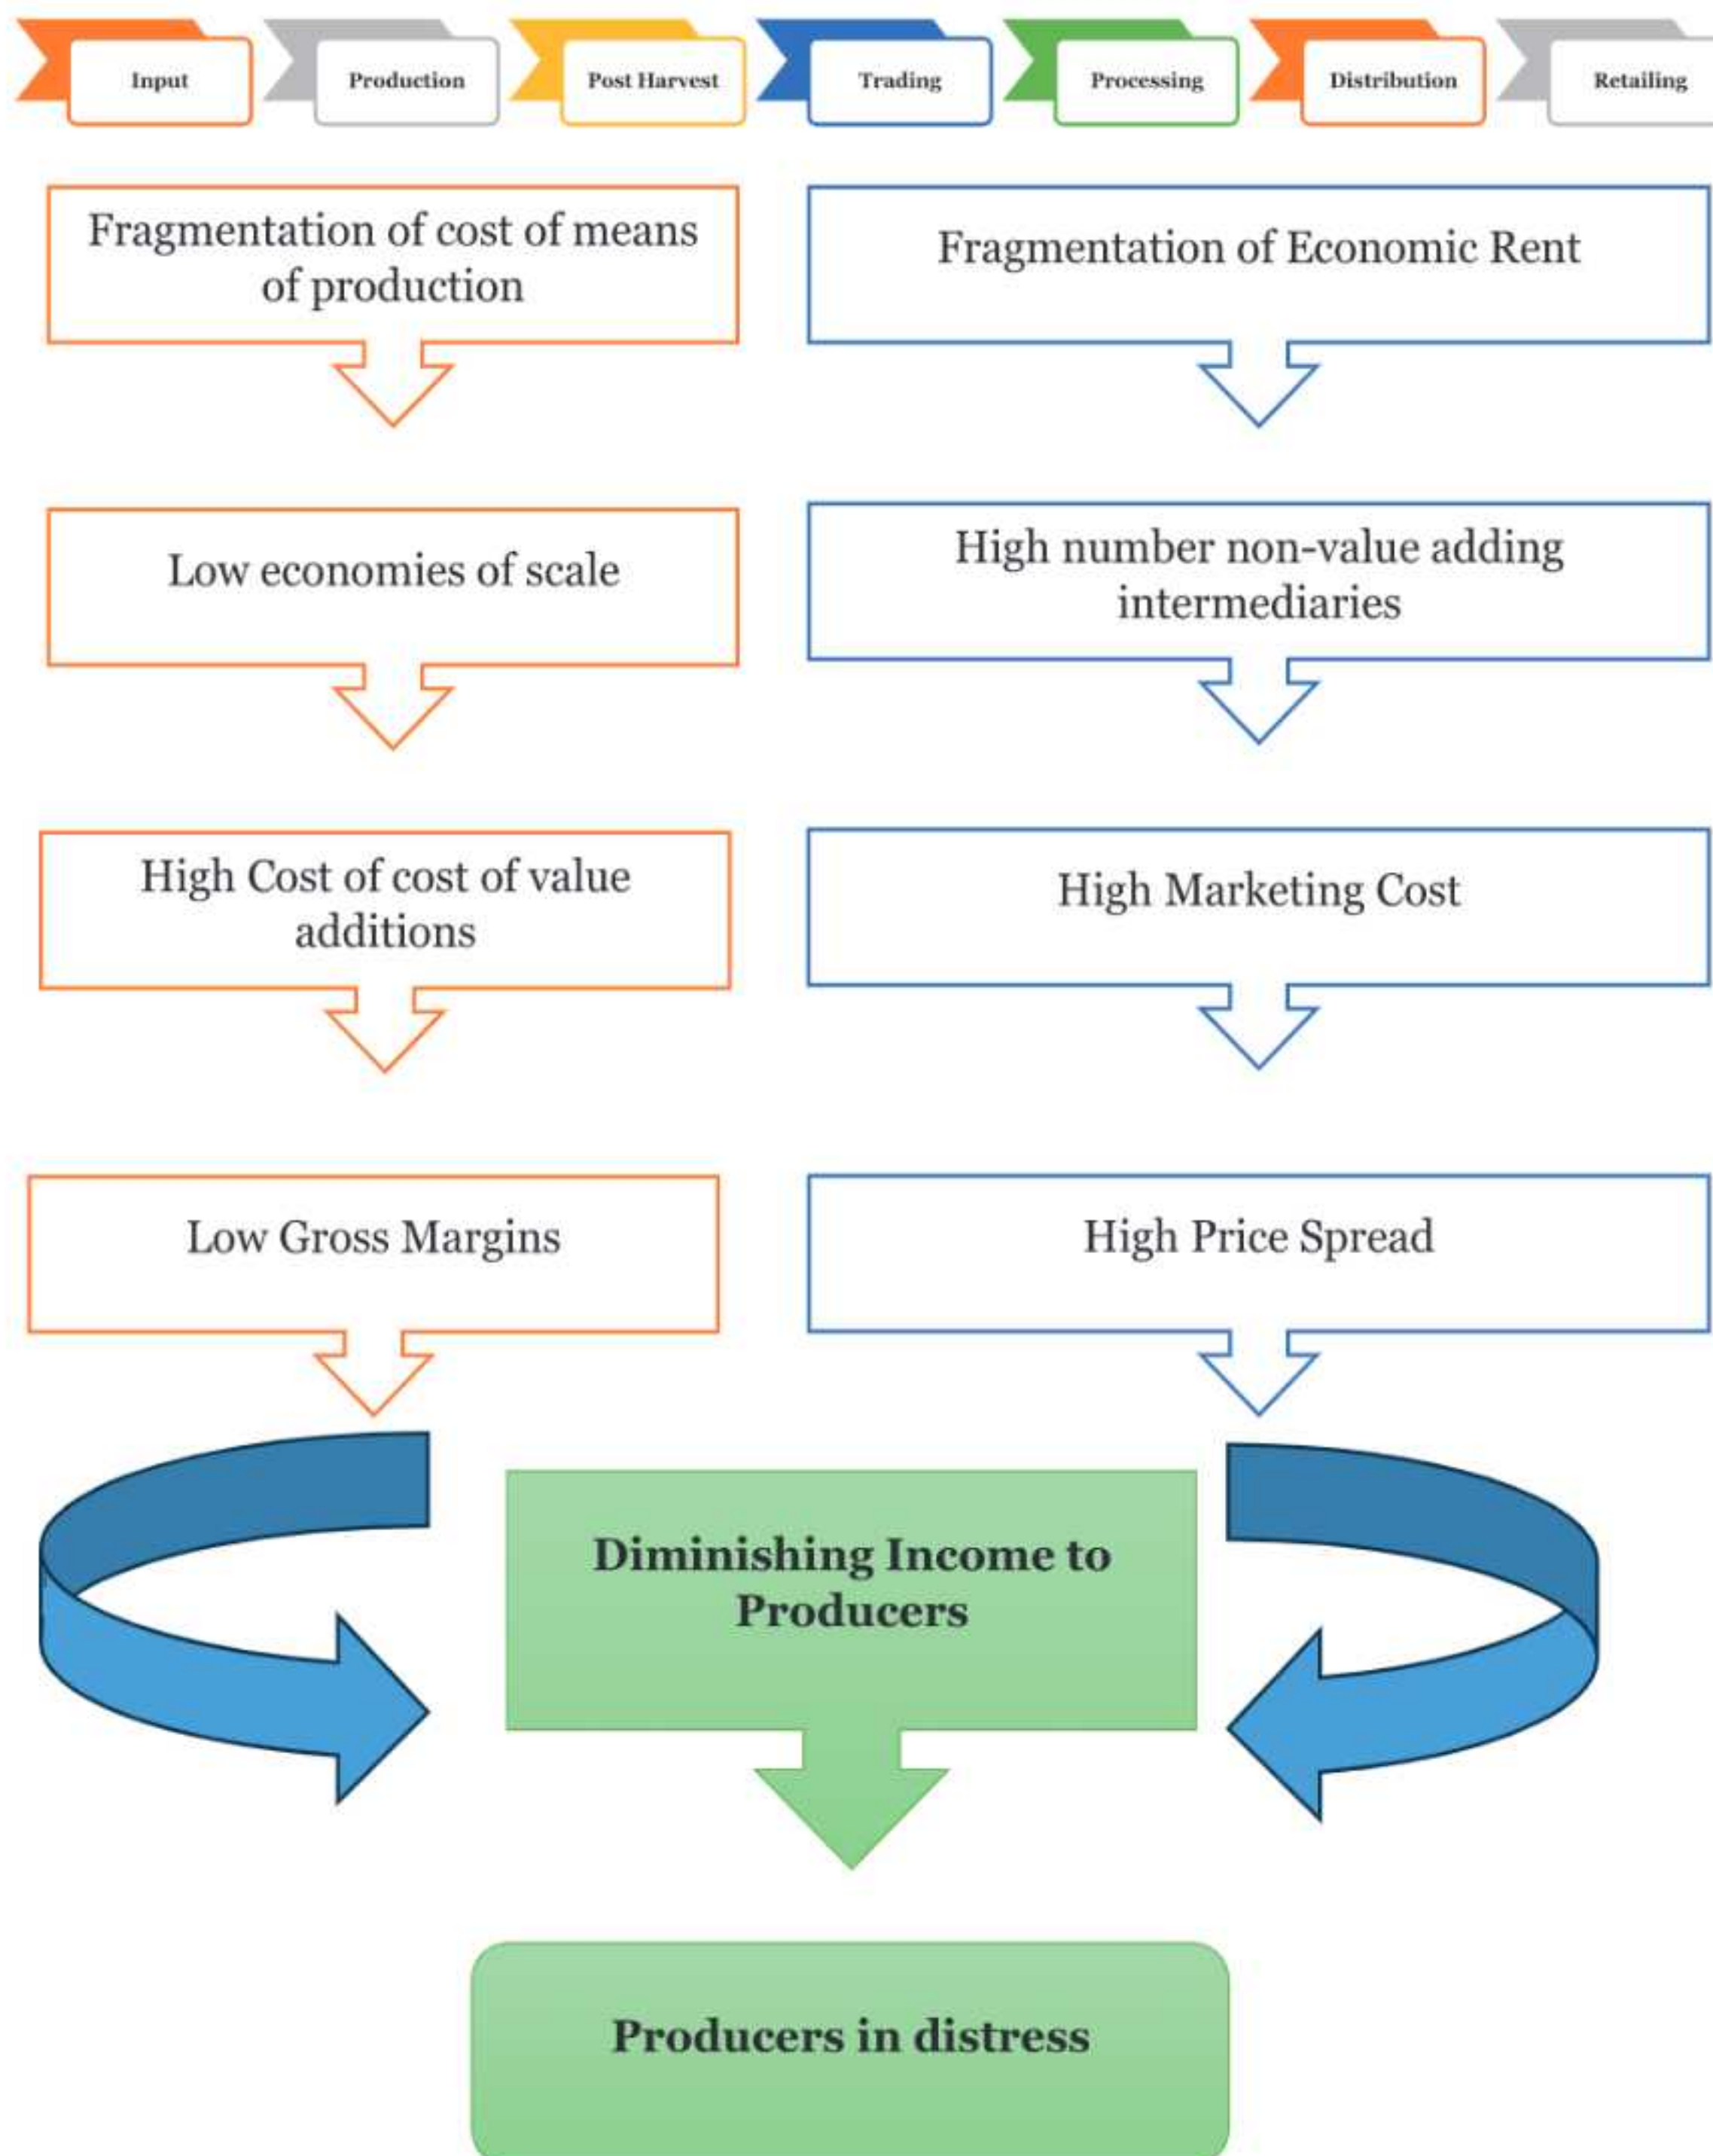 Input
Production
Post Harvest
Trading
Processing
Distribution
Retailing
Fragmentation of cost of means
of production
Fragmentation of Economic Rent
Low economies of scale
High number non-value adding
intermediaries
High Cost of cost of value
additions
High Marketing Cost
Low Gross Margins
High Price Spread
Diminishing Income to
Producers
Producers in distress